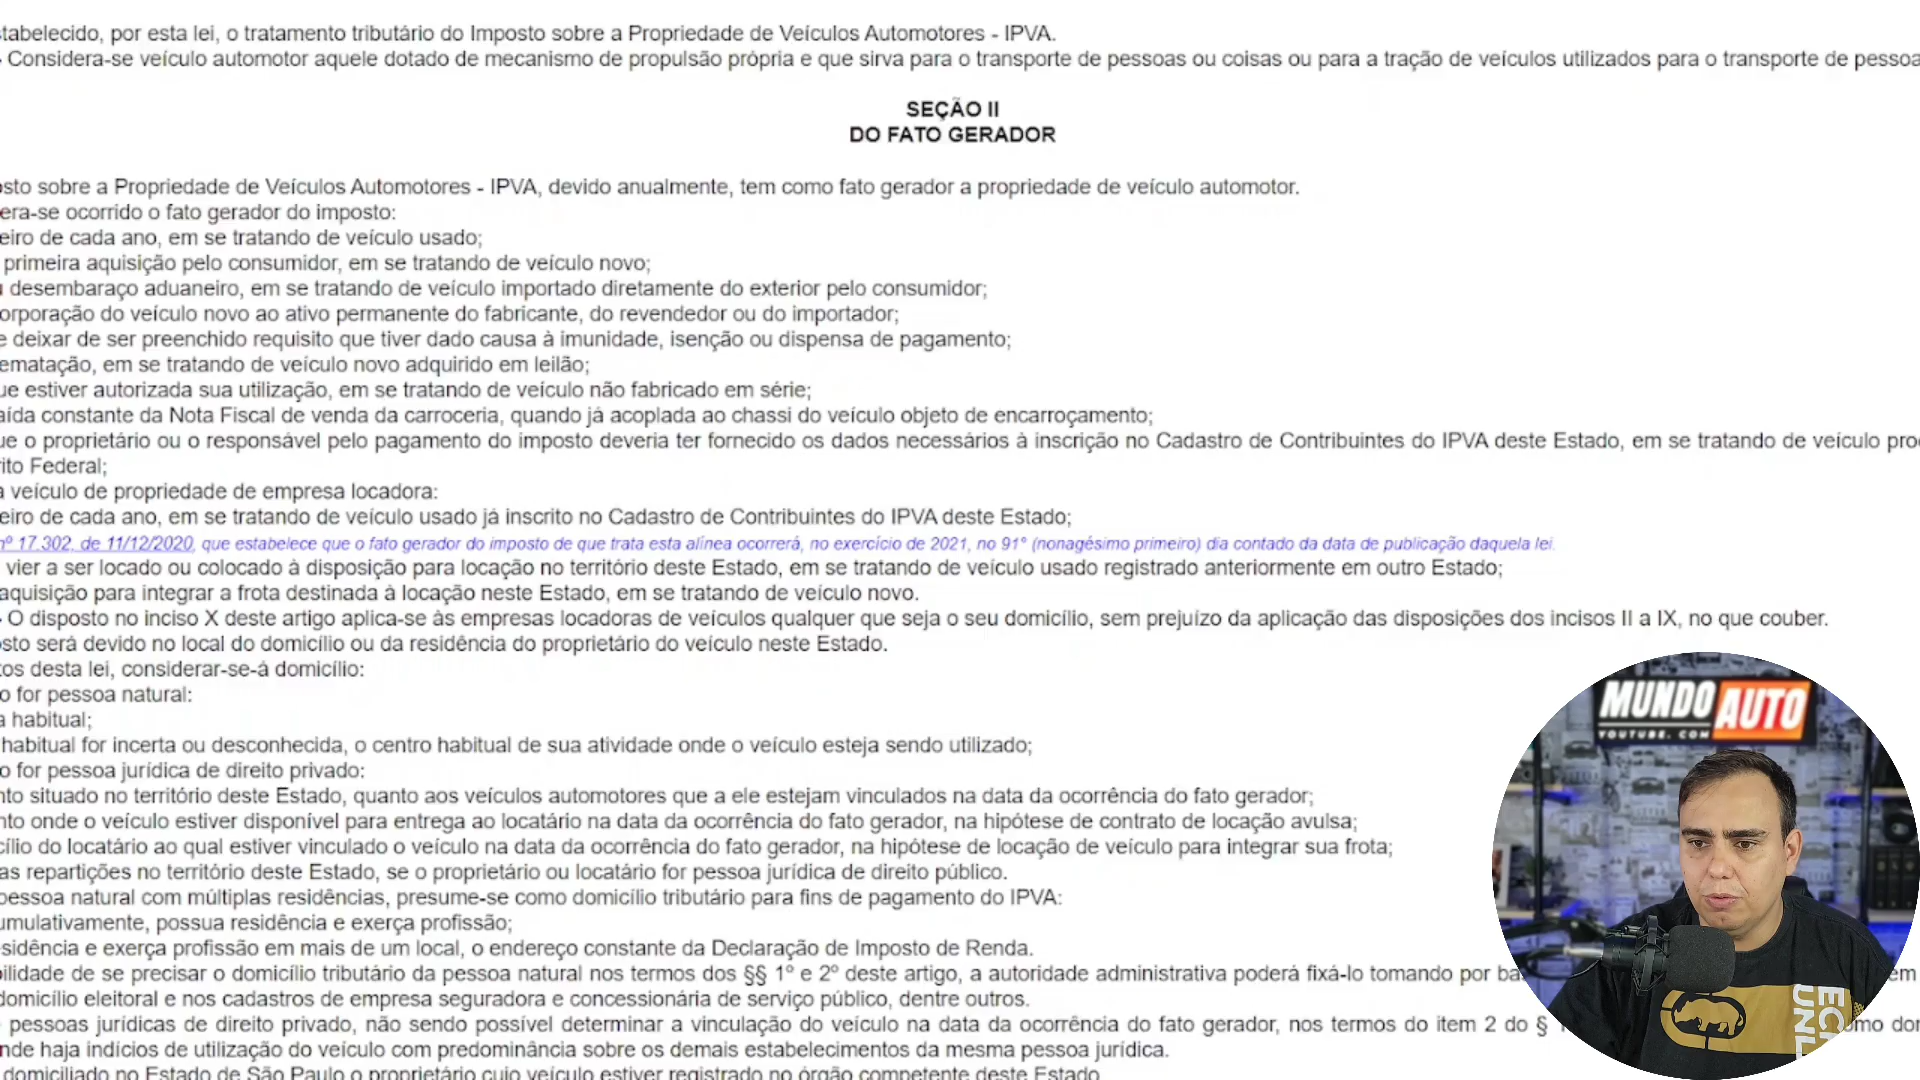 tabelecido, por esta lei, o tratamento tributário do Imposto sobre a Propriedade de Veículos Automotores - IPVA.
- Considera-se veículo automotor aquele dotado de mecanismo de propulsão própria e que sirva para o transporte de pessoas ou coisas ou para a tração de veículos utilizados para o transporte de pessoa
SEÇÃO II
DO FATO GERADOR
osto sobre a Propriedade de Veículos Automotores - IPVA, devido anualmente, tem como fato gerador a propriedade de veículo automotor.
era-se ocorrido o fato gerador do imposto:
eiro de cada ano, em se tratando de veículo usado;
primeira aquisição pelo consumidor, em se tratando de veículo novo;
desembaraço aduaneiro, em se tratando de veículo importado diretamente do exterior pelo consumidor;
orporação do veículo novo ao ativo permanente do fabricante, do revendedor ou do importador;
e deixar de ser preenchido requisito que tiver dado causa à imunidade, isenção ou dispensa de pagamento;
ematação, em se tratando de veículo novo adquirido em leilão;
ue estiver autorizada sua utilização, em se tratando de veículo não fabricado em série;
aída constante da Nota Fiscal de venda da carroceria, quando já acoplada ao chassi do veículo objeto de encarroçamento;
ue o proprietário ou o responsável pelo pagamento do imposto deveria ter fornecido os dados necessários à inscrição no Cadastro de Contribuintes do IPVA deste Estado, em se tratando de veículo pro
ito Federal;
a veículo de propriedade de empresa locadora:
eiro de cada ano, em se tratando de veículo usado já inscrito no Cadastro de Contribuintes do IPVA deste Estado;
nº 17.302, de 11/12/2020, que estabelece que o fato gerador do imposto de que trata esta alínea ocorrerá, no exercício de 2021, no 91º (nonagésimo primeiro) dia contado da data de publicação daquela lei.
vier a ser locado ou colocado à disposição para locação no território deste Estado, em se tratando de veículo usado registrado anteriormente em outro Estado;
aquisição para integrar a frota destinada à locação neste Estado, em se tratando de veículo novo.
- O disposto no inciso X deste artigo aplica-se às empresas locadoras de veículos qualquer que seja o seu domicílio, sem prejuízo da aplicação das disposições dos incisos II a IX, no que couber.
osto será devido no local do domicílio ou da residência do proprietário do veículo neste Estado.
tos desta lei, considerar-se-á domicílio:
o for pessoa natural:
a habitual;
habitual for incerta ou desconhecida, o centro habitual de sua atividade onde o veículo esteja sendo utilizado;
o for pessoa jurídica de direito privado:
nto situado no território deste Estado, quanto aos veículos automotores que a ele estejam vinculados na data da ocorrência do fato gerador;
nto onde o veículo estiver disponível para entrega ao locatário na data da ocorrência do fato gerador, na hipótese de contrato de locação avulsa;
cílio do locatário ao qual estiver vinculado o veículo na data da ocorrência do fato gerador, na hipótese de locação de veículo para integrar sua frota;
as repartições no território deste Estado, se o proprietário ou locatário for pessoa jurídica de direito público.
pessoa natural com múltiplas residências, presume-se como domicílio tributário para fins de pagamento do IPVA:
umulativamente, possua residência e exerça profissão;
esidência e exerça profissão em mais de um local, o endereço constante da Declaração de Imposto de Renda.
bilidade de se precisar o domicílio tributário da pessoa natural nos termos dos §§ 1º e 2º deste artigo, a autoridade administrativa poderá fixá-lo tomando por ba
domicílio eleitoral e nos cadastros de empresa seguradora e concessionária de serviço público, dentre outros.
pessoas jurídicas de direito privado, não sendo possível determinar a vinculação do veículo na data da ocorrência do fato gerador, nos termos do item 2 do §
nde haja indícios de utilização do veículo com predominância sobre os demais estabelecimentos da mesma pessoa jurídica.
domiciliado no Estado de São Paulo o proprietário cujo veículo estiver registrado no órgão competente deste Estado
MUNDO AUTO
YOUTUBE.COM
ECK
UNL